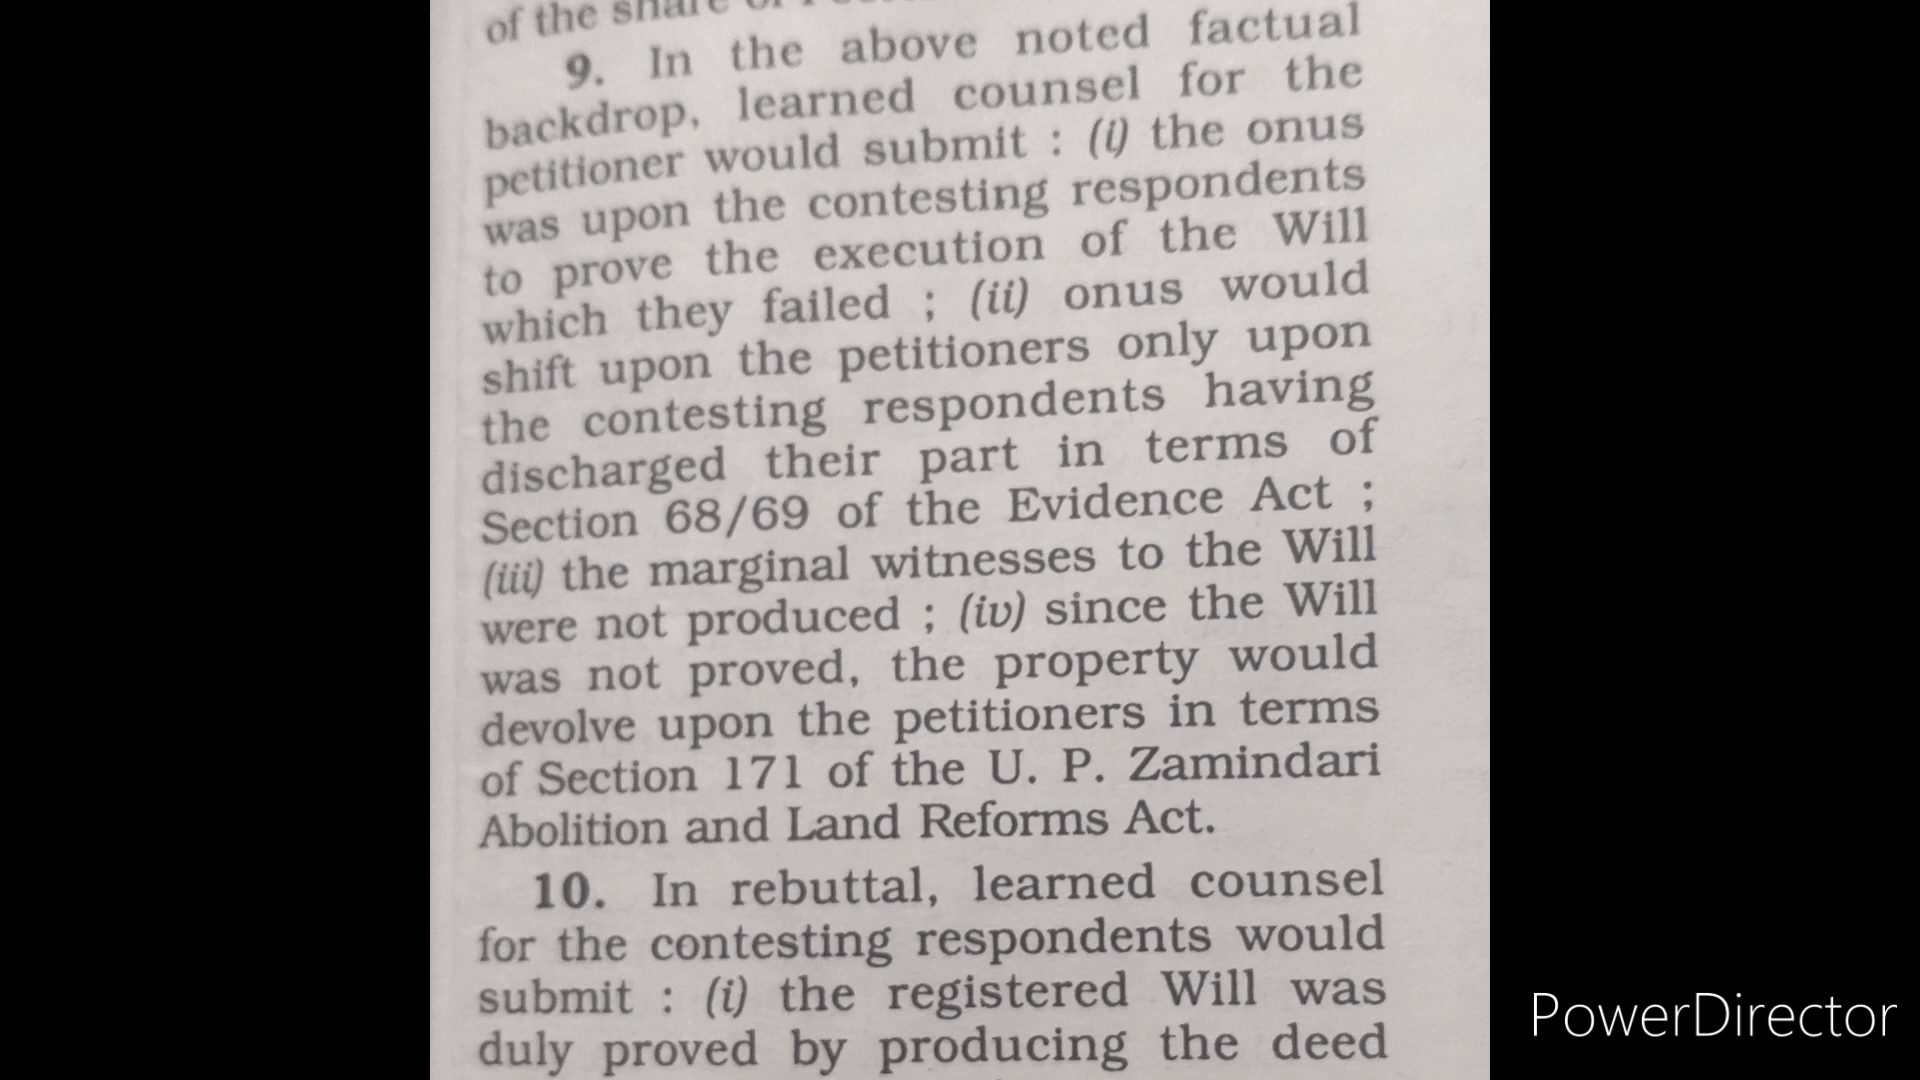 of the share of
9. In the above noted factual
backdrop, learned counsel for the
petitioner would submit : (i) the onus
was upon the contesting respondents
to prove the execution of the Will
which they failed ; (ii) onus would
shift upon the petitioners only upon
the contesting respondents having
discharged their part in terms of
Section 68/69 of the Evidence Act ;
(iii) the marginal witnesses to the Will
were not produced ; (iv) since the Will
was not proved, the property would
devolve upon the petitioners in terms
of Section 171 of the U. P. Zamindari
Abolition and Land Reforms Act.
10. In rebuttal, learned counsel
for the contesting respondents would
submit : (i) the registered Will was
duly proved by producing the deed
PowerDirector